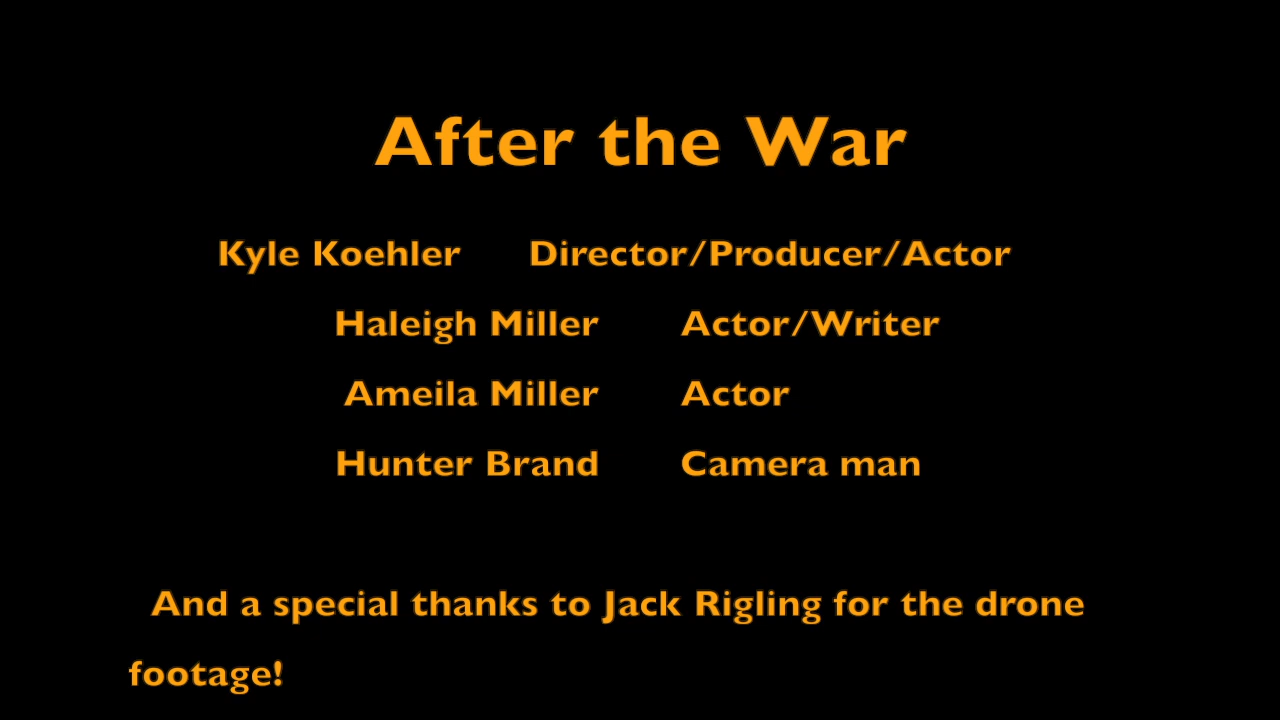 After the War
Kyle Koehler Director/Producer/Actor
Haleigh Miller Actor/Writer
Ameila Miller Actor
Hunter Brand Camera man
And a special thanks to Jack Rigling for the drone
footage!